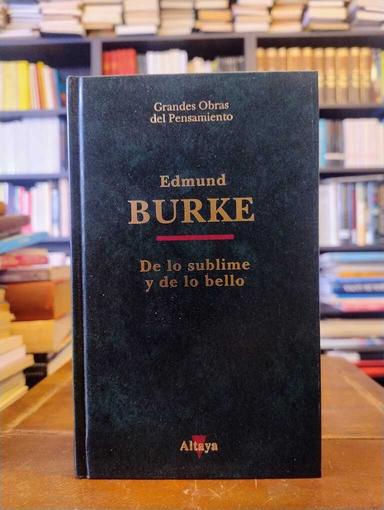 Grandes Obras
del Pensamiento
Edmund
BURKE
De lo sublime
y de lo bello
Altaya